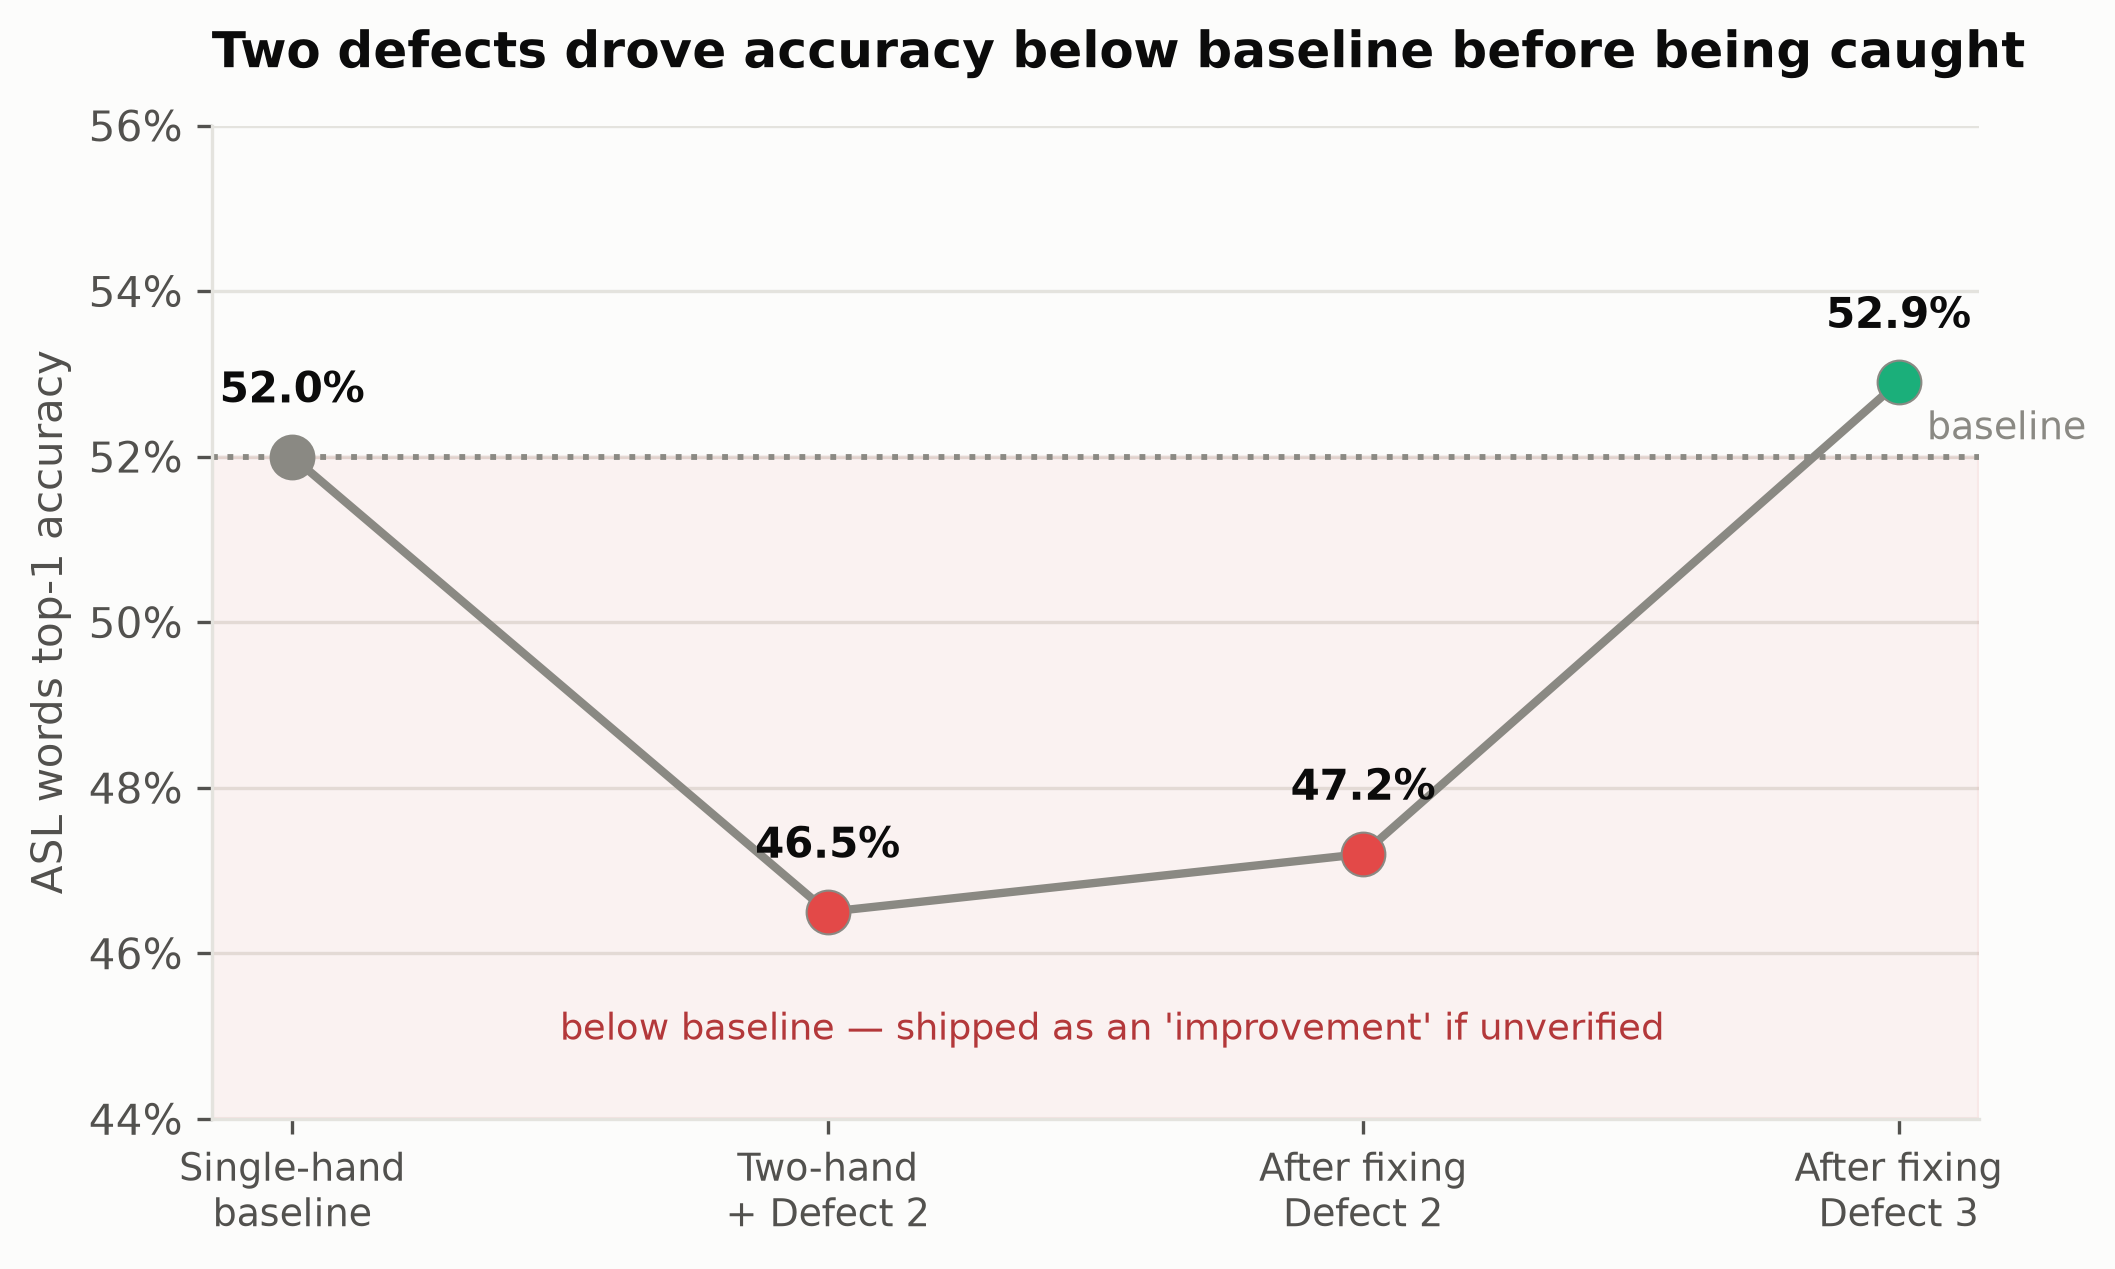 Two defects drove accuracy below baseline before being caught
56%
54%
52%
50%
48%
46%
44%
ASL words top-1 accuracy
52.0%
46.5%
47.2%
52.9%
baseline
below baseline — shipped as an 'improvement' if unverified
Single-hand
baseline
Two-hand
+ Defect 2
After fixing
Defect 2
After fixing
Defect 3